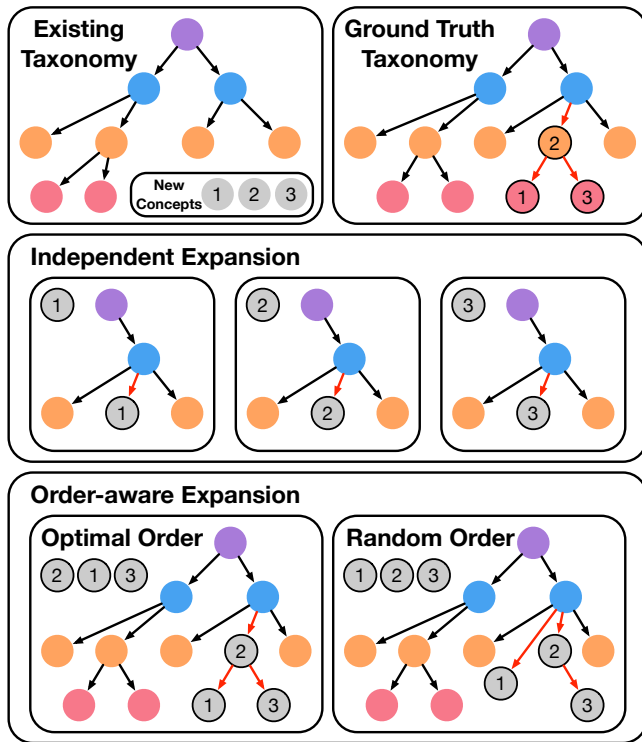 Existing
Taxonomy
New
Concepts
1 2 3
Ground Truth
Taxonomy
2
1 3
Independent Expansion
1
1
2
2
3
3
Order-aware Expansion
Optimal Order
2 1 3
2
1 3
Random Order
1 2 3
2
1
3